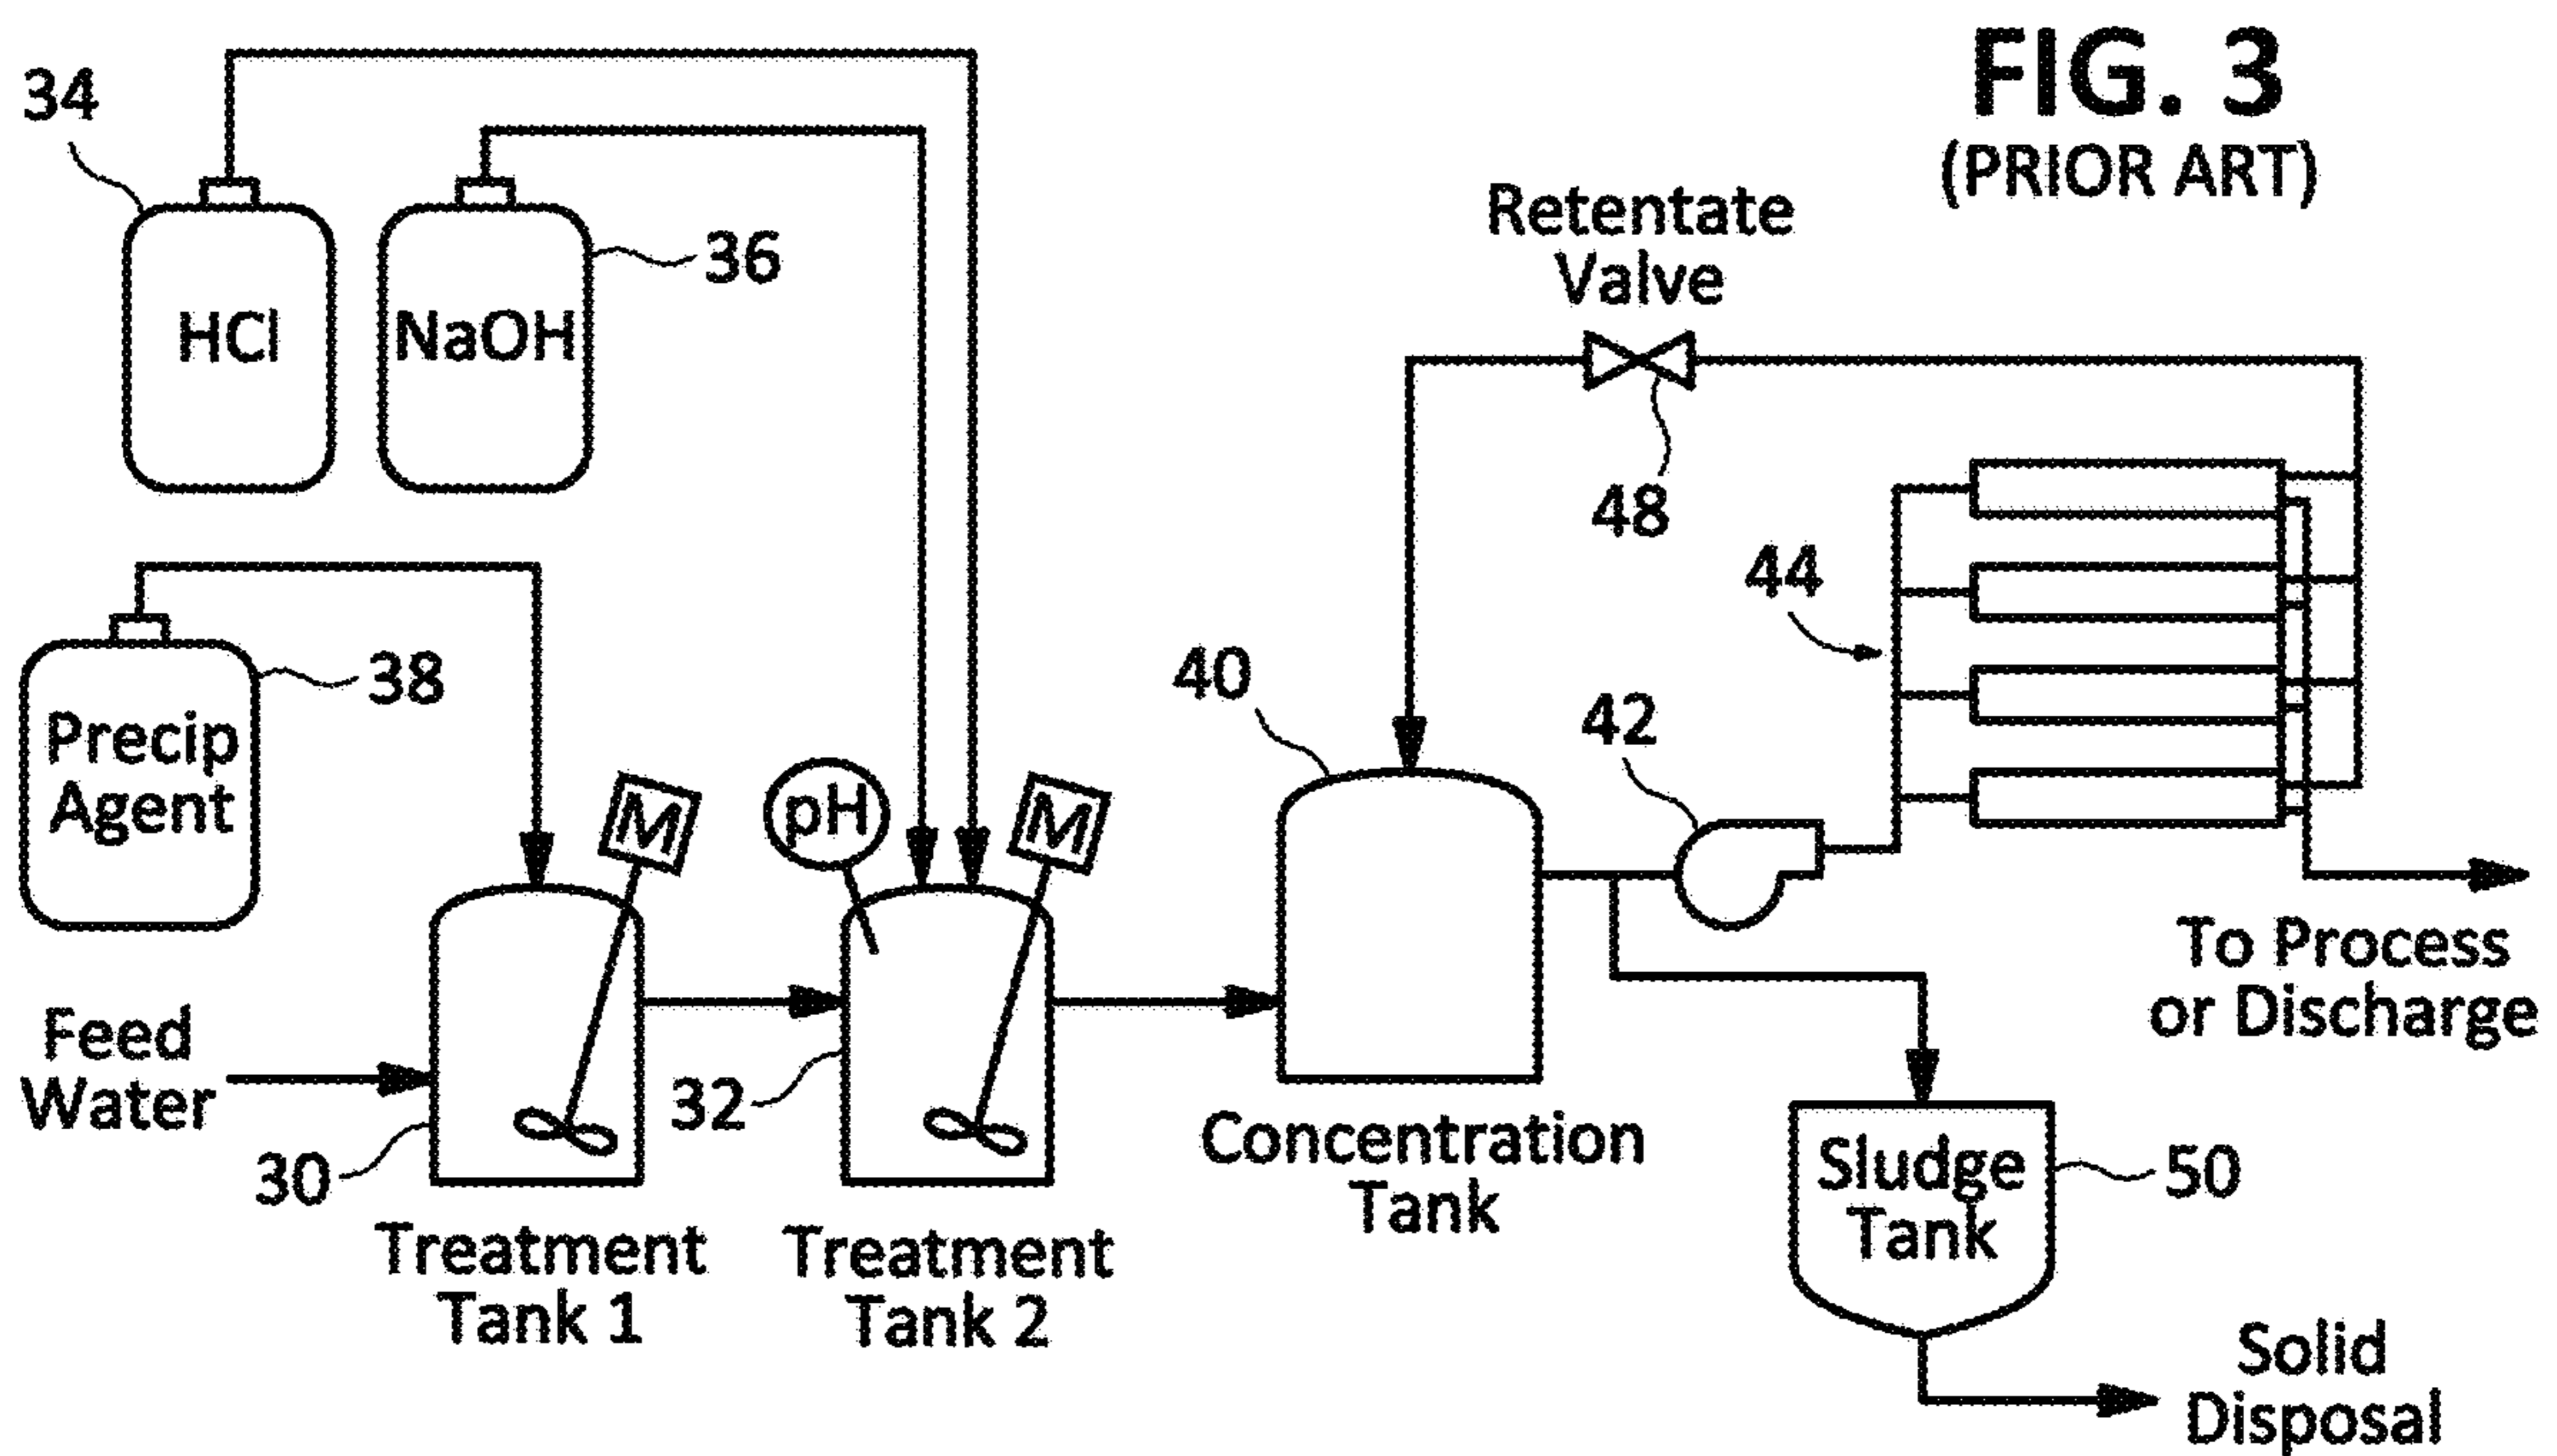 FIG. 3
(PRIOR ART)
34
HCl
NaOH
36
Retentate
Valve
48
44
38
Precip
Agent
M
pH
M
40
42
Feed
Water
30
32
Treatment
Tank 1
Treatment
Tank 2
Concentration
Tank
To Process
or Discharge
Sludge
Tank
50
Solid
Disposal